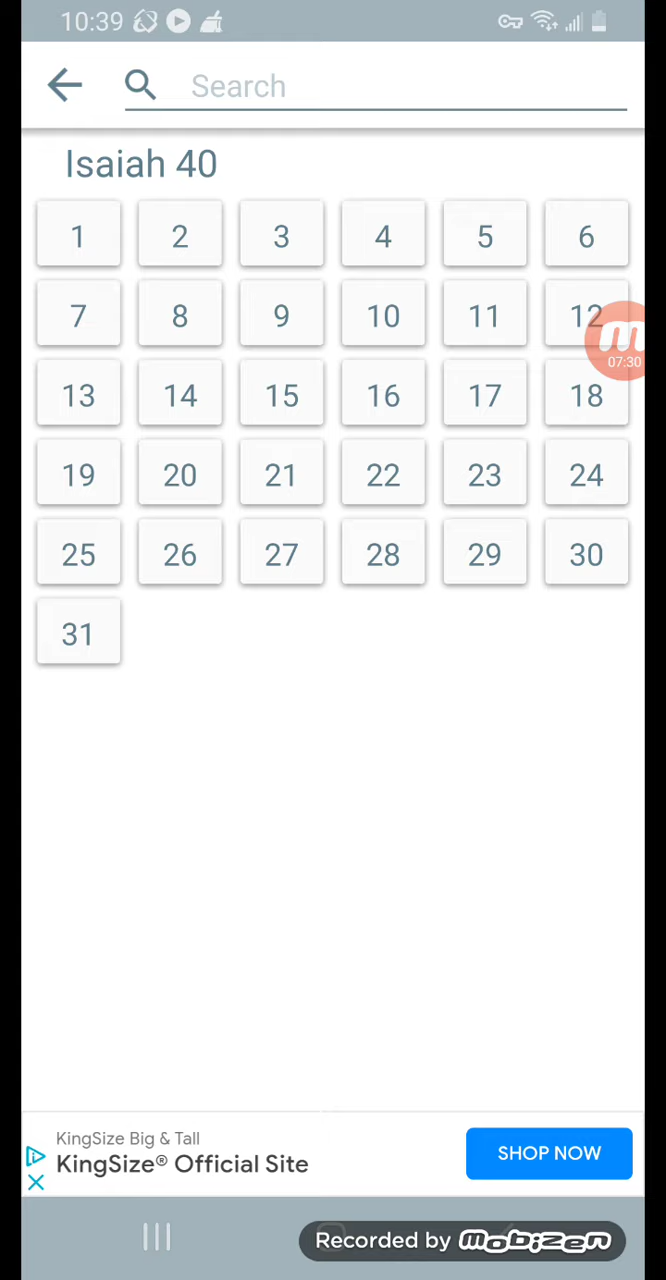 10:39
Search
Isaiah 40
1 2 3 4 5 6
7 8 9 10 11 12
07:30
13 14 15 16 17 18
19 20 21 22 23 24
25 26 27 28 29 30
31
KingSize Big & Tall
KingSize® Official Site
SHOP NOW
Recorded by mobizen